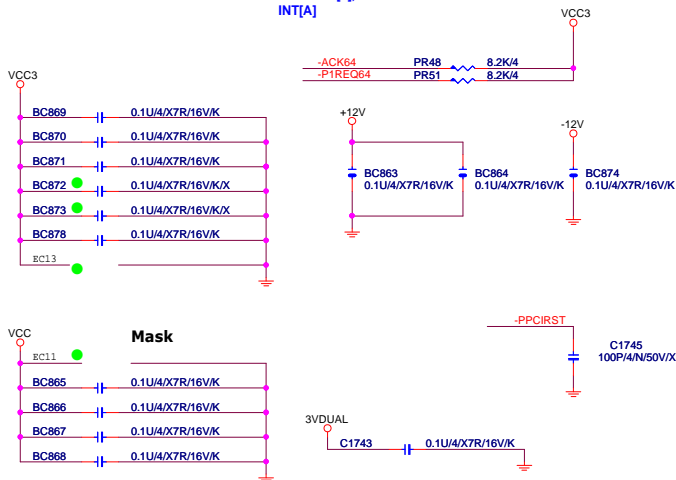 INT[A]
VCC3
-ACK64 PR48 8.2K/4
-P1REQ64 PR51 8.2K/4
VCC3
BC869 0.1U/4/X7R/16V/K
BC870 0.1U/4/X7R/16V/K
BC871 0.1U/4/X7R/16V/K
BC872 0.1U/4/X7R/16V/K/X
BC873 0.1U/4/X7R/16V/K/X
BC878 0.1U/4/X7R/16V/K
EC13
+12V
BC863
0.1U/4/X7R/16V/K
BC864
0.1U/4/X7R/16V/K
-12V
BC874
0.1U/4/X7R/16V/K
VCC
Mask
EC11
BC865 0.1U/4/X7R/16V/K
BC866 0.1U/4/X7R/16V/K
BC867 0.1U/4/X7R/16V/K
BC868 0.1U/4/X7R/16V/K
-PPCIRST
C1745
100P/4/N/50V/X
3VDUAL
C1743 0.1U/4/X7R/16V/K